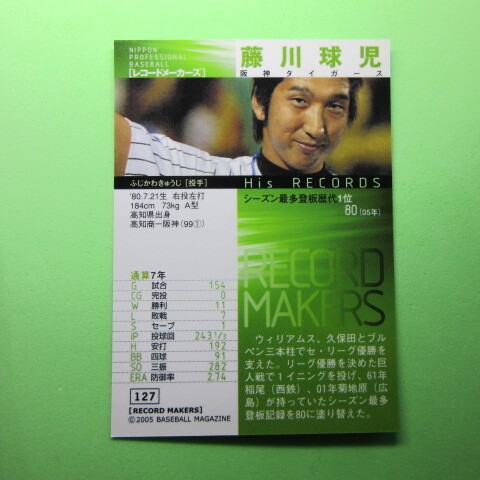 NIPPON
PROFESSIONAL
BASEBALL
[レコードメーカーズ]
藤川球児
阪神タイガース
ふじかわきゅうじ [投手]
'80.7.21生 右投左打
184cm 73kg A型
高知県出身
高知商ー阪神(99①)
通算7年
G 試合 154
CG 完投 0
W 勝利 11
L 敗戦 7
S セーブ 1
IP 投球回 243 1/3
H 安打 192
BB 四球 91
SO 三振 282
ERA 防御率 2.74
127
[RECORD MAKERS]
©2005 BASEBALL MAGAZINE
His RECORDS
シーズン最多登板歴代1位
80(05年)
RECORD
MAKERS
ウィリアムス、久保田とブル
ペン三本柱でセ・リーグ優勝を
支えた。リーグ優勝を決めた巨
人戦で1イニングを投げ、61年
稲尾(西鉄)、01年菊地原(広
島)が持っていたシーズン最多
登板記録を80に塗り替えた。